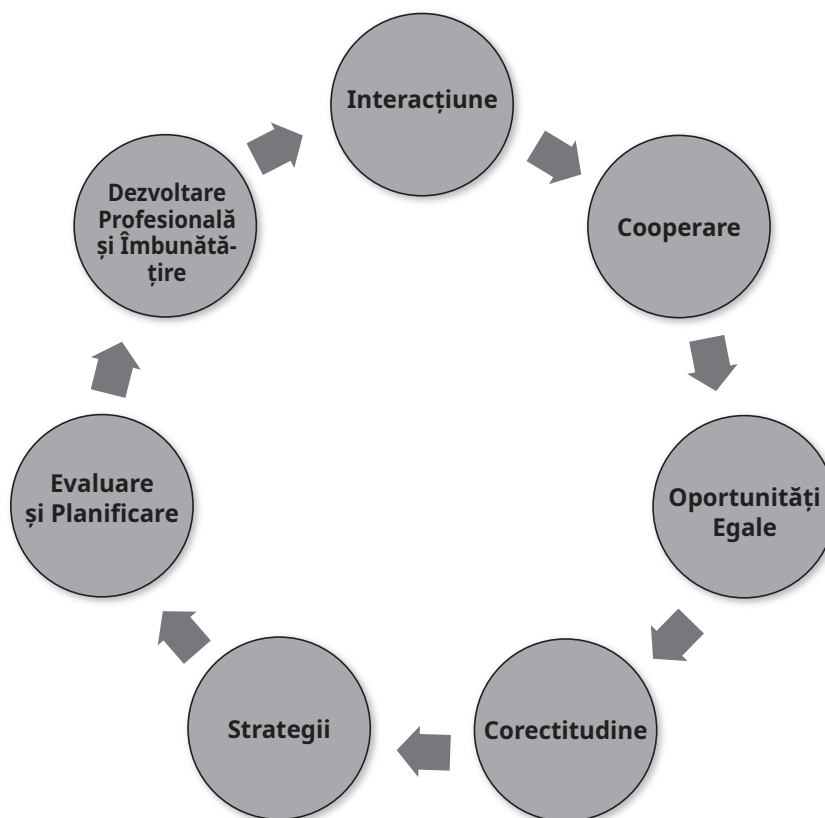 Interacțiune
Cooperare
Oportunități
Egale
Corectitudine
Strategii
Evaluare
și Planificare
Dezvoltare
Profesională
și Îmbunătă-
țire